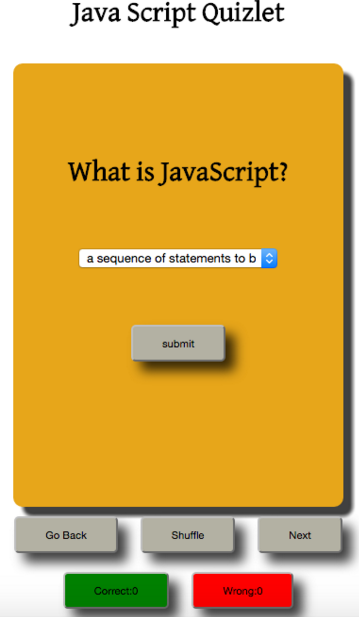 Java Script Quizlet
What is JavaScript?
a sequence of statements to b
submit
Go Back
Shuffle
Next
Correct:0
Wrong:0